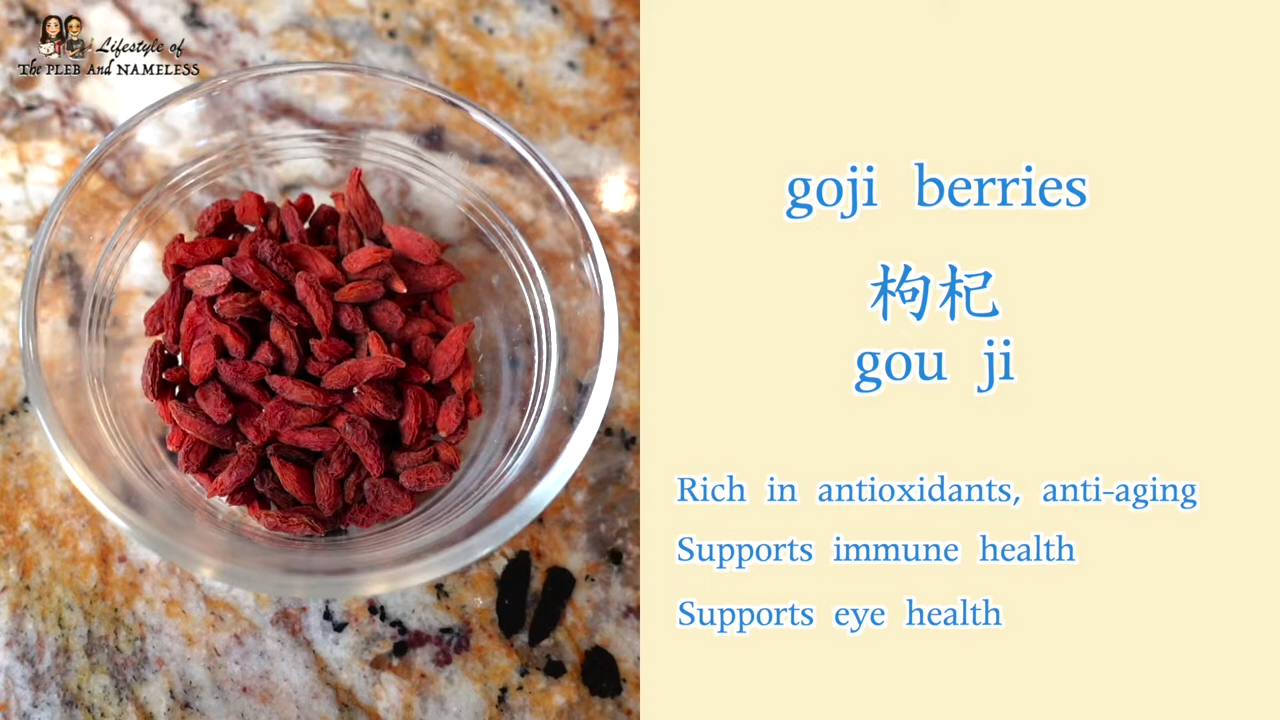 Lifestyle of
The PLEB And NAMELESS
goji berries
枸杞
gou ji
Rich in antioxidants, anti-aging
Supports immune health
Supports eye health